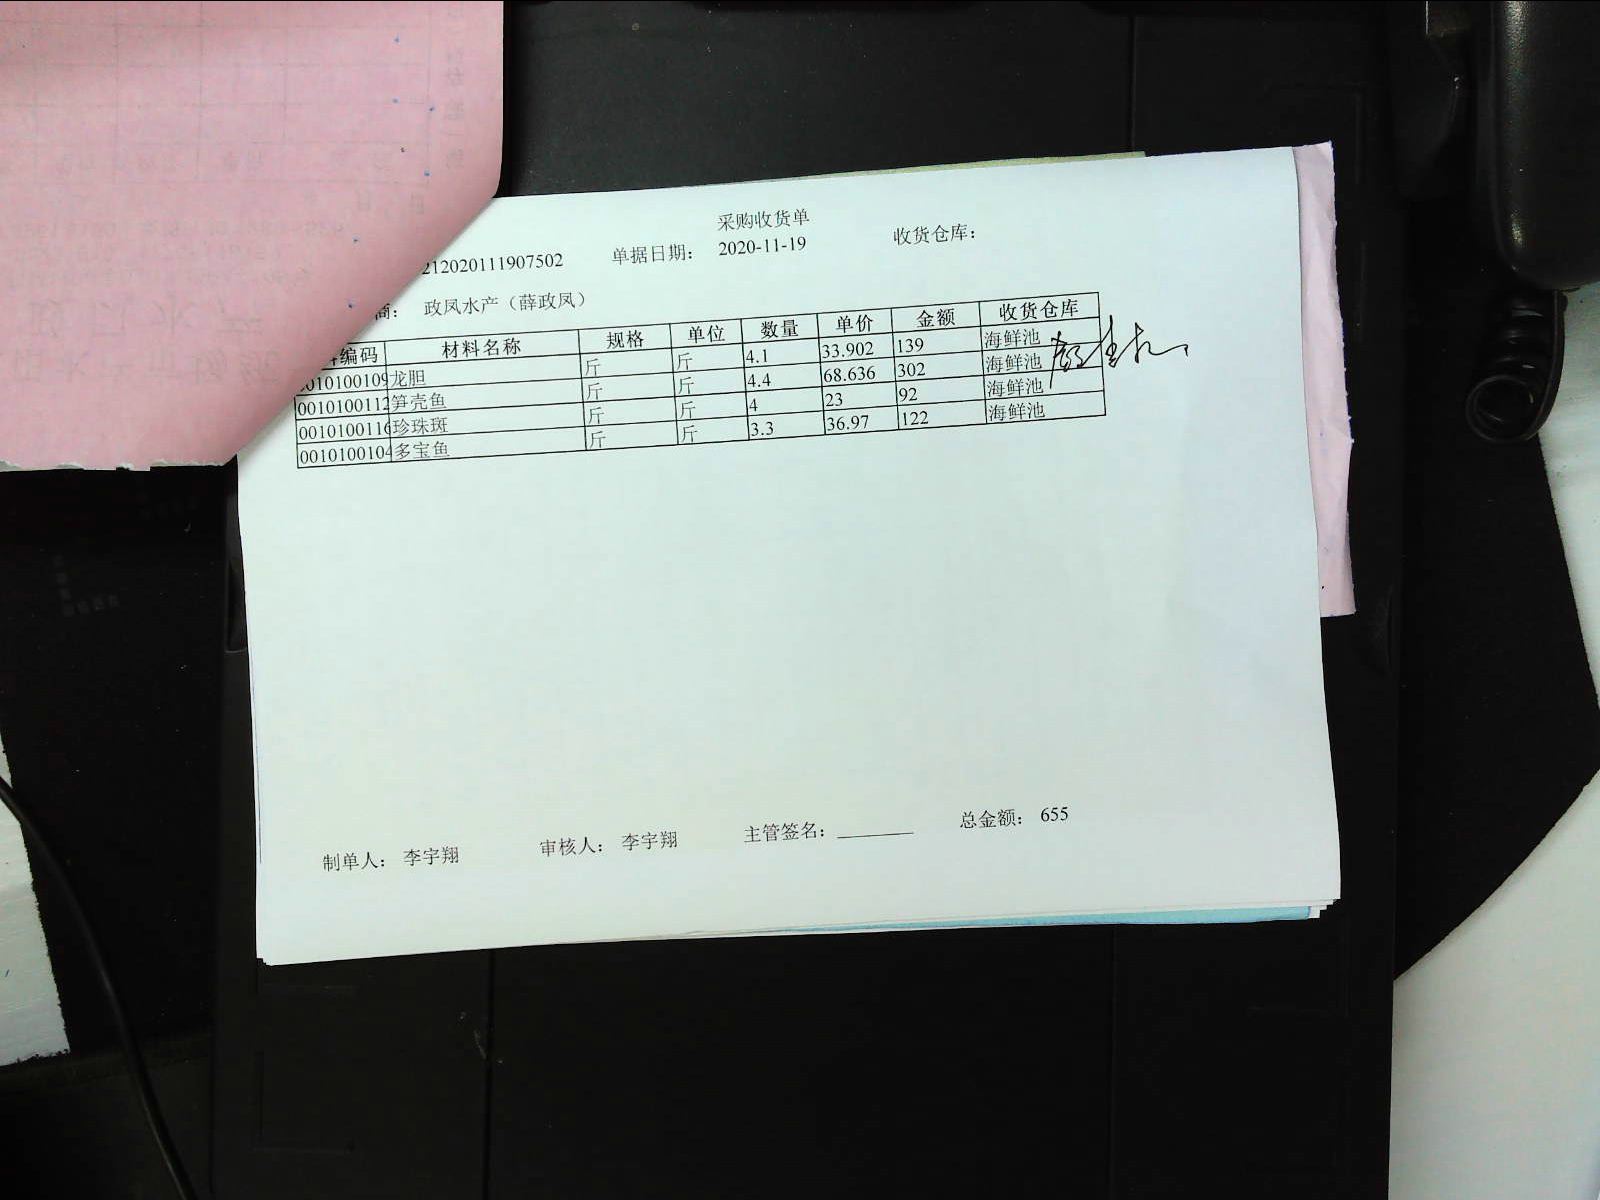 采购收货单
212020111907502 单据日期： 2020-11-19 收货仓库：
商： 政凤水产（薛政凤）
编码 材料名称 规格 单位 数量 单价 金额 收货仓库
010100109 龙胆 斤 斤 4.1 33.902 139 海鲜池
0010100112 笋壳鱼 斤 斤 4.4 68.636 302 海鲜池
0010100116 珍珠斑 斤 斤 4 23 92 海鲜池
0010100104 多宝鱼 斤 斤 3.3 36.97 122 海鲜池
制单人： 李宇翔 审核人： 李宇翔 主管签名： 总金额： 655